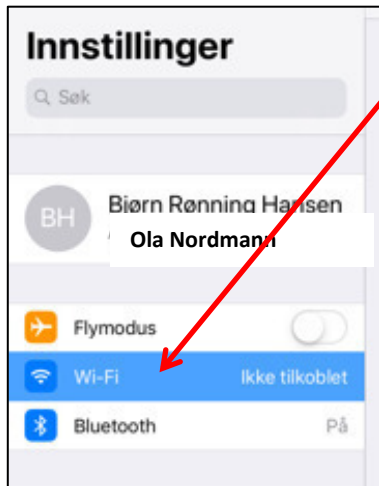 Innstillinger
Søk
BH
Bjørn Rønning Hansen
Ola Nordmann
Flymodus
Wi-Fi Ikke tilkoblet
Bluetooth På